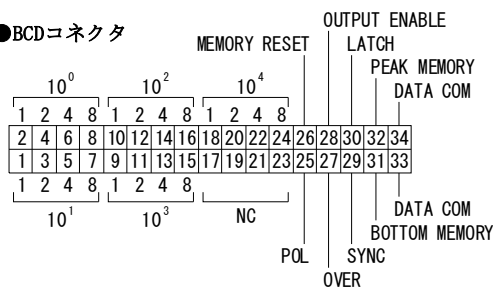 ●BCDコネクタ
OUTPUT ENABLE
MEMORY RESET
LATCH
PEAK MEMORY
DATA COM
10⁰ 10² 10⁴
1 2 4 8 1 2 4 8 1 2 4 8
2 4 6 8 10 12 14 16 18 20 22 24 26 28 30 32 34
1 3 5 7 9 11 13 15 17 19 21 23 25 27 29 31 33
1 2 4 8 1 2 4 8
10¹ 10³ NC
DATA COM
BOTTOM MEMORY
POL
SYNC
OVER